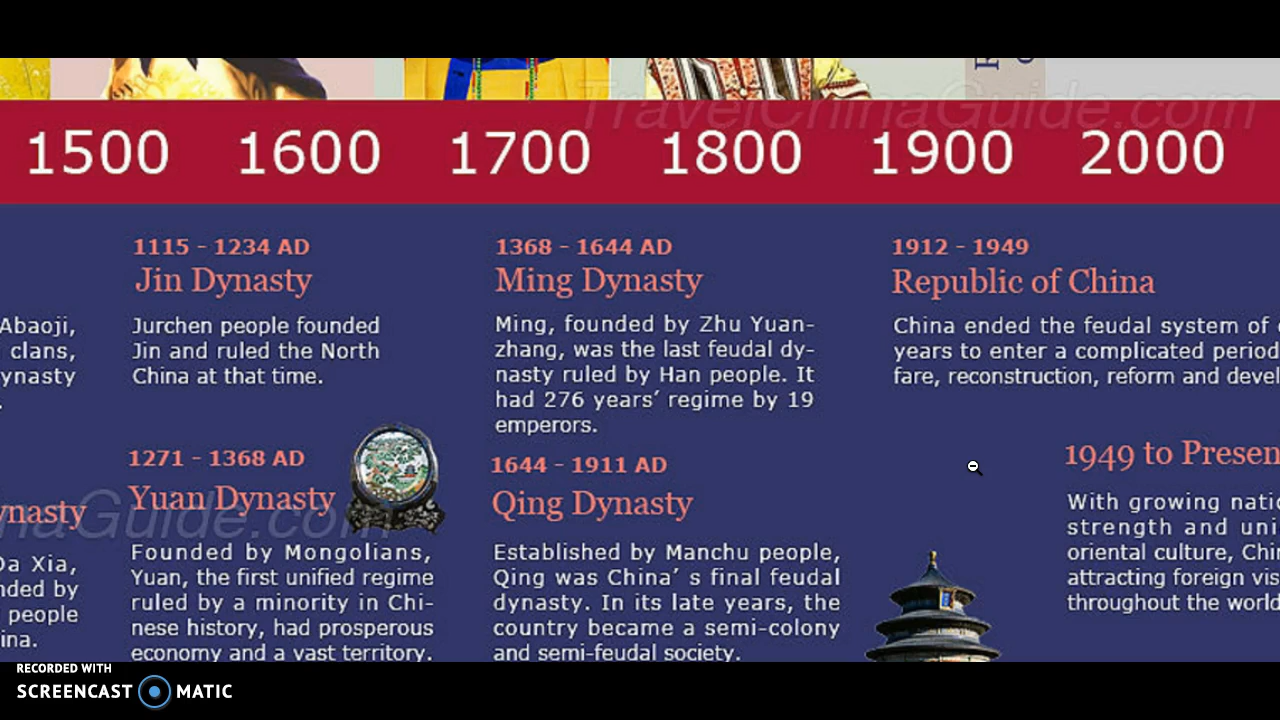 TravelChinaGuide.com
1500 1600 1700 1800 1900 2000
1115 - 1234 AD
Jin Dynasty
Jurchen people founded
Jin and ruled the North
China at that time.
1368 - 1644 AD
Ming Dynasty
Ming, founded by Zhu Yuan-
zhang, was the last feudal dy-
nasty ruled by Han people. It
had 276 years’ regime by 19
emperors.
1912 - 1949
Republic of China
China ended the feudal system of
years to enter a complicated period
fare, reconstruction, reform and devel
Abaoji,
clans,
ynasty
1271 - 1368 AD
Yuan Dynasty
Founded by Mongolians,
Yuan, the first unified regime
ruled by a minority in Chi-
nese history, had prosperous
economy and a vast territory.
1644 - 1911 AD
Qing Dynasty
Established by Manchu people,
Qing was China’ s final feudal
dynasty. In its late years, the
country became a semi-colony
and semi-feudal society.
1949 to Presen
With growing natio
strength and uni
oriental culture, Chin
attracting foreign vis
throughout the world
ynasty
Da Xia,
nded by
people
ina.
naGuide.com
RECORDED WITH
SCREENCAST MATIC